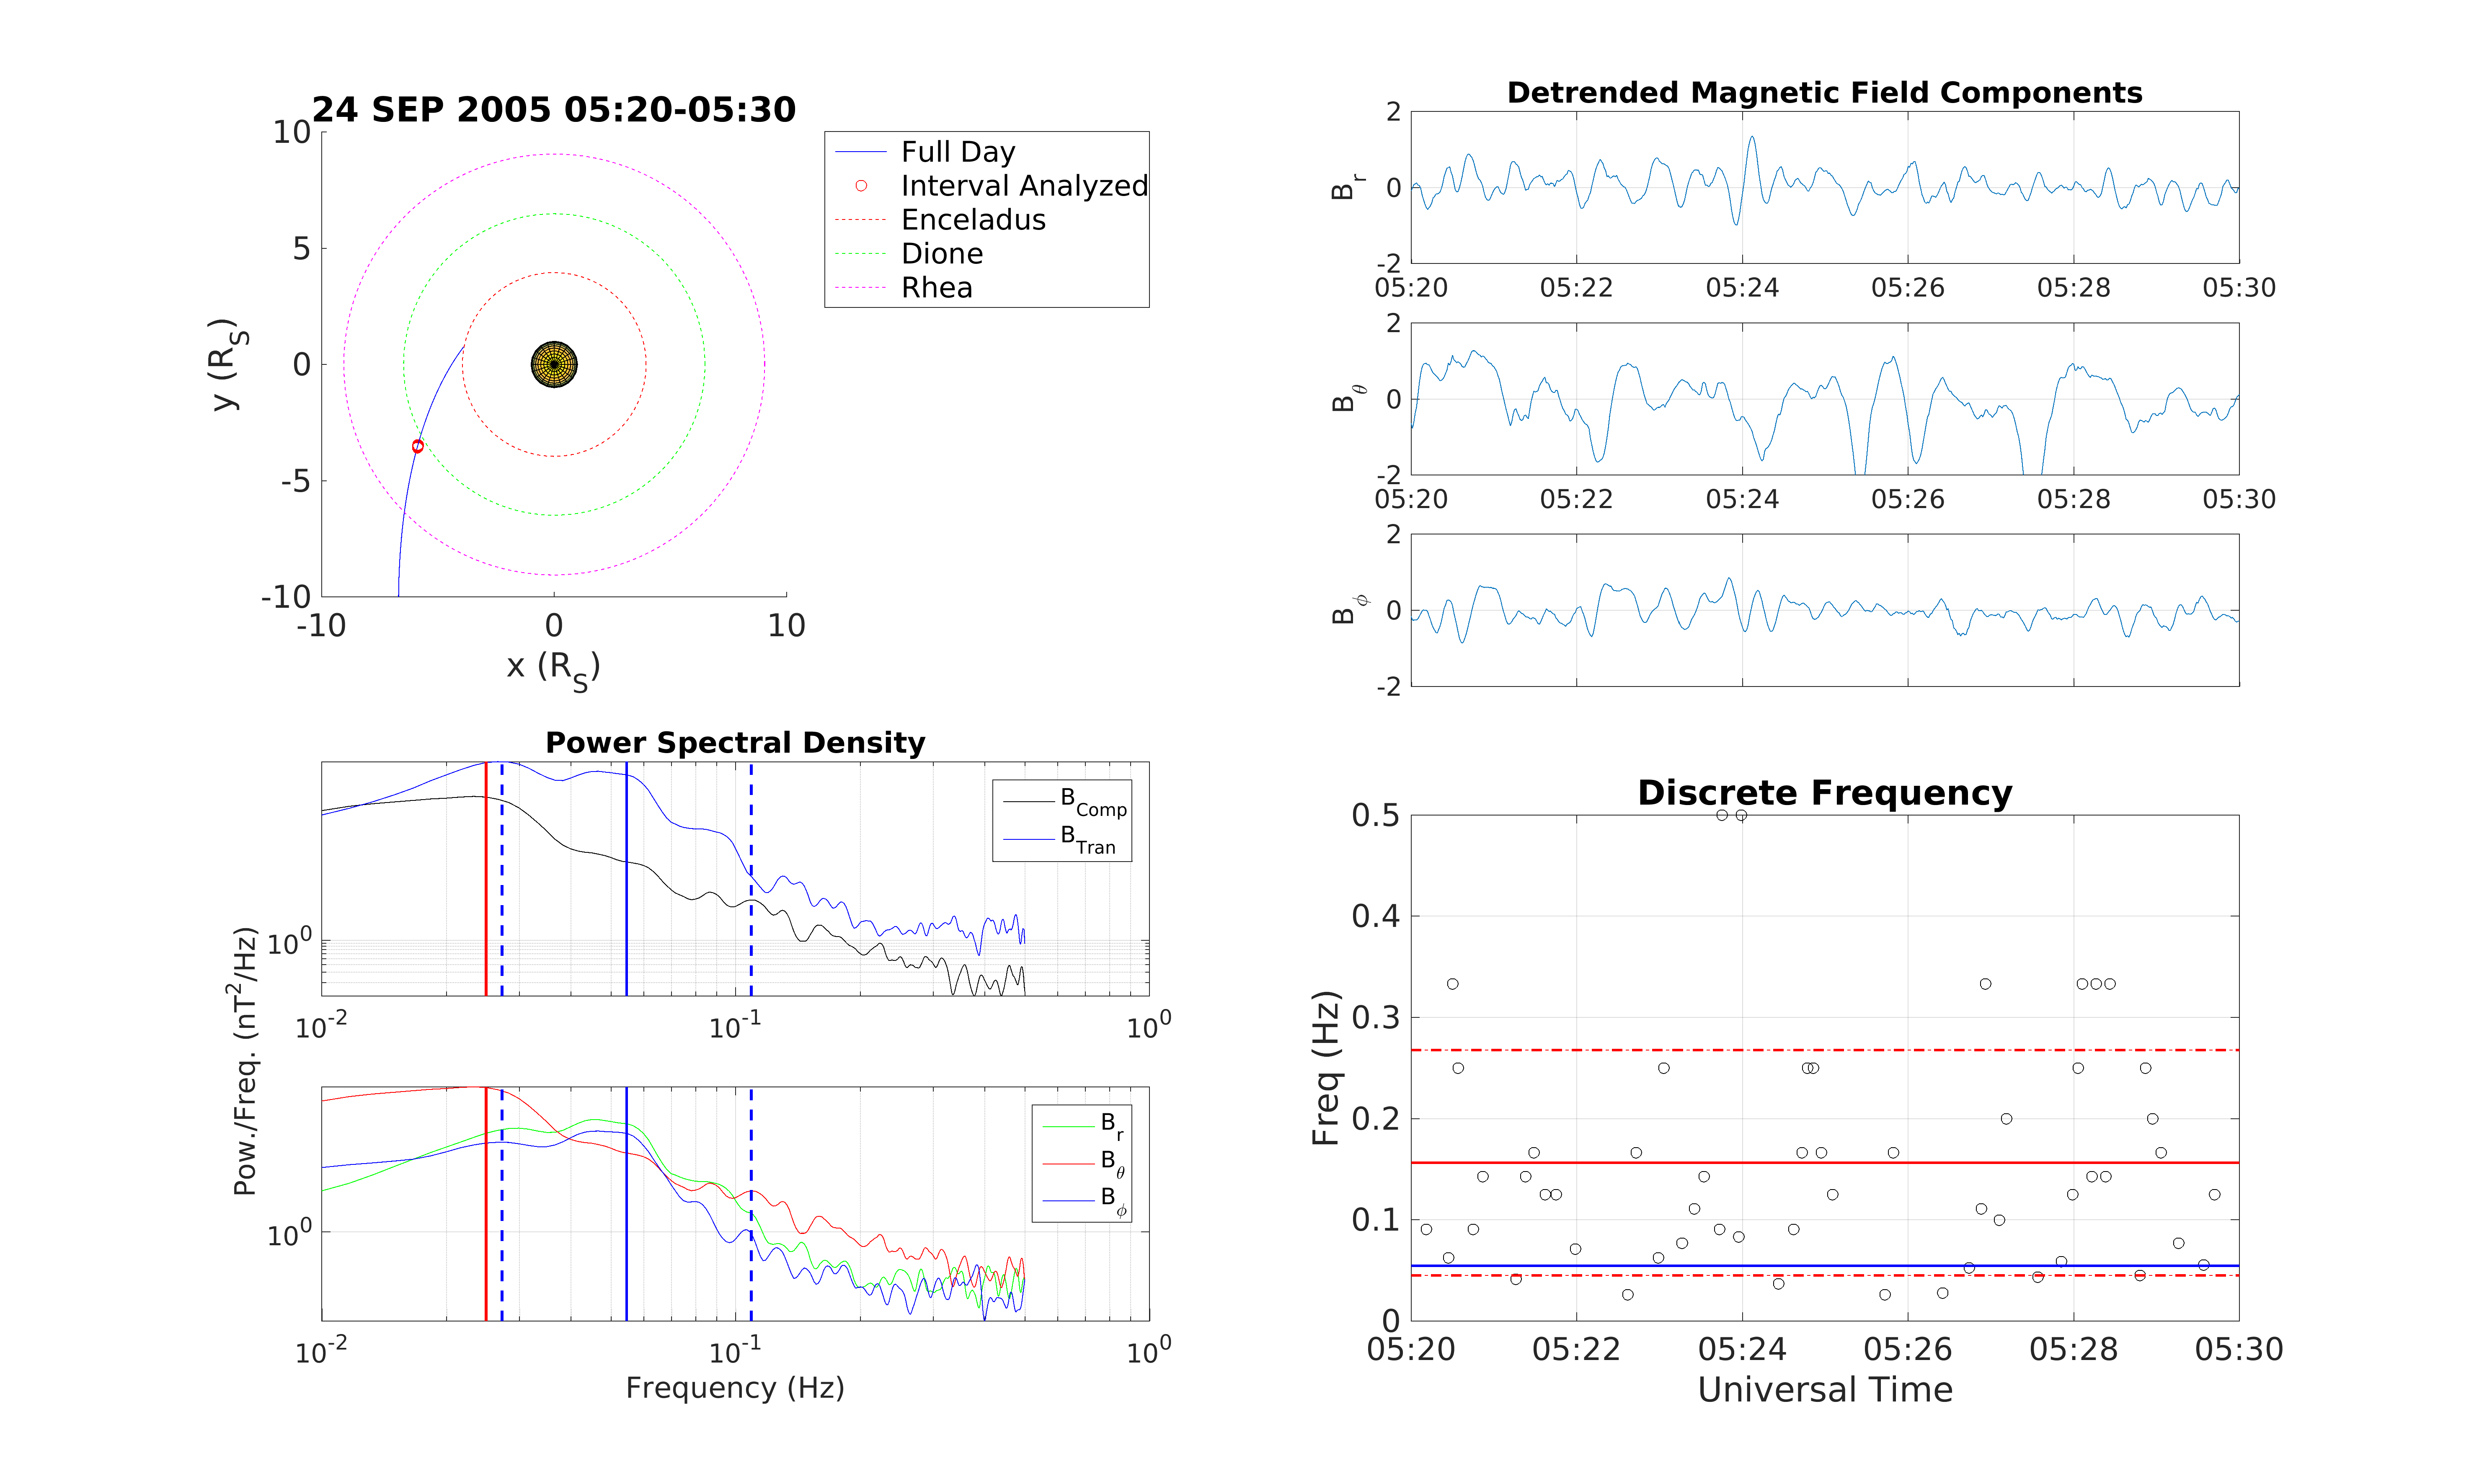 24 SEP 2005 05:20-05:30
10
5
0
-5
-10
-10 0 10
y (R_S)
x (R_S)
Full Day
Interval Analyzed
Enceladus
Dione
Rhea
Detrended Magnetic Field Components
2
0
-2
B_r
05:20 05:22 05:24 05:26 05:28 05:30
2
0
-2
B_θ
05:20 05:22 05:24 05:26 05:28 05:30
2
0
-2
B_ϕ
Power Spectral Density
B_Comp
B_Tran
10^0
10^-2 10^-1 10^0
Pow./Freq. (nT^2/Hz)
B_r
B_θ
B_ϕ
10^0
10^-2 10^-1 10^0
Frequency (Hz)
Discrete Frequency
0.5
0.4
0.3
0.2
0.1
0
Freq (Hz)
05:20 05:22 05:24 05:26 05:28 05:30
Universal Time